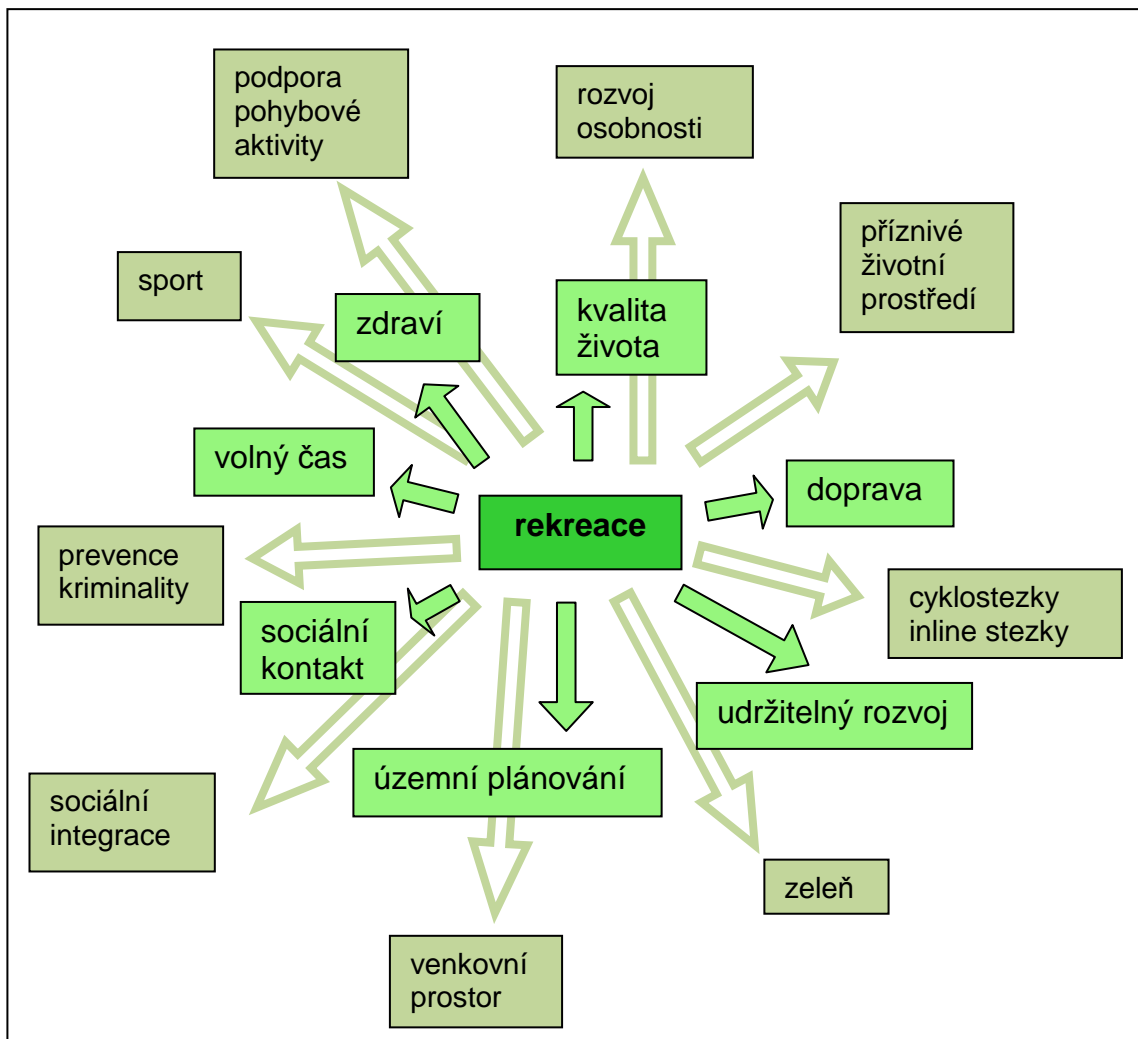 podpora
pohybové
aktivity
rozvoj
osobnosti
příznivé
životní
prostředí
sport
zdraví
kvalita
života
volný čas
doprava
rekreace
prevence
kriminality
cyklostezky
inline stezky
sociální
kontakt
udržitelný rozvoj
územní plánování
sociální
integrace
zeleň
venkovní
prostor